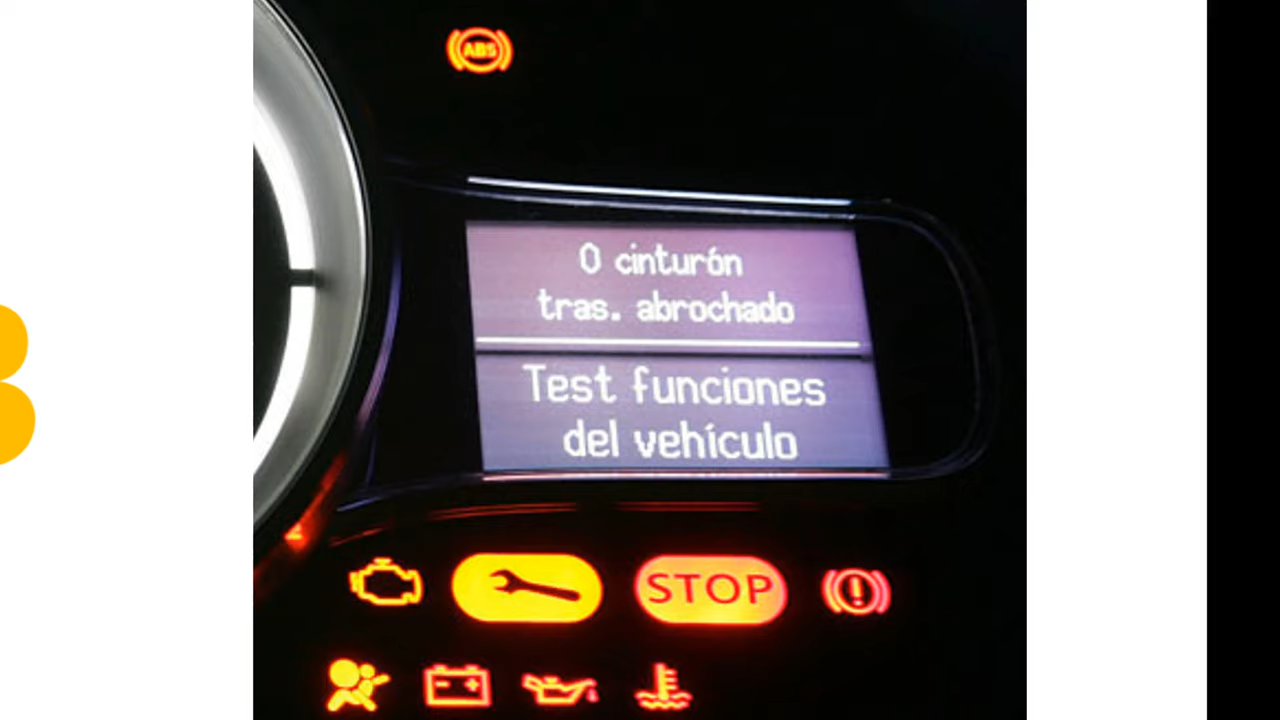 ABS
0 cinturón
tras. abrochado
Test funciones
del vehículo
STOP